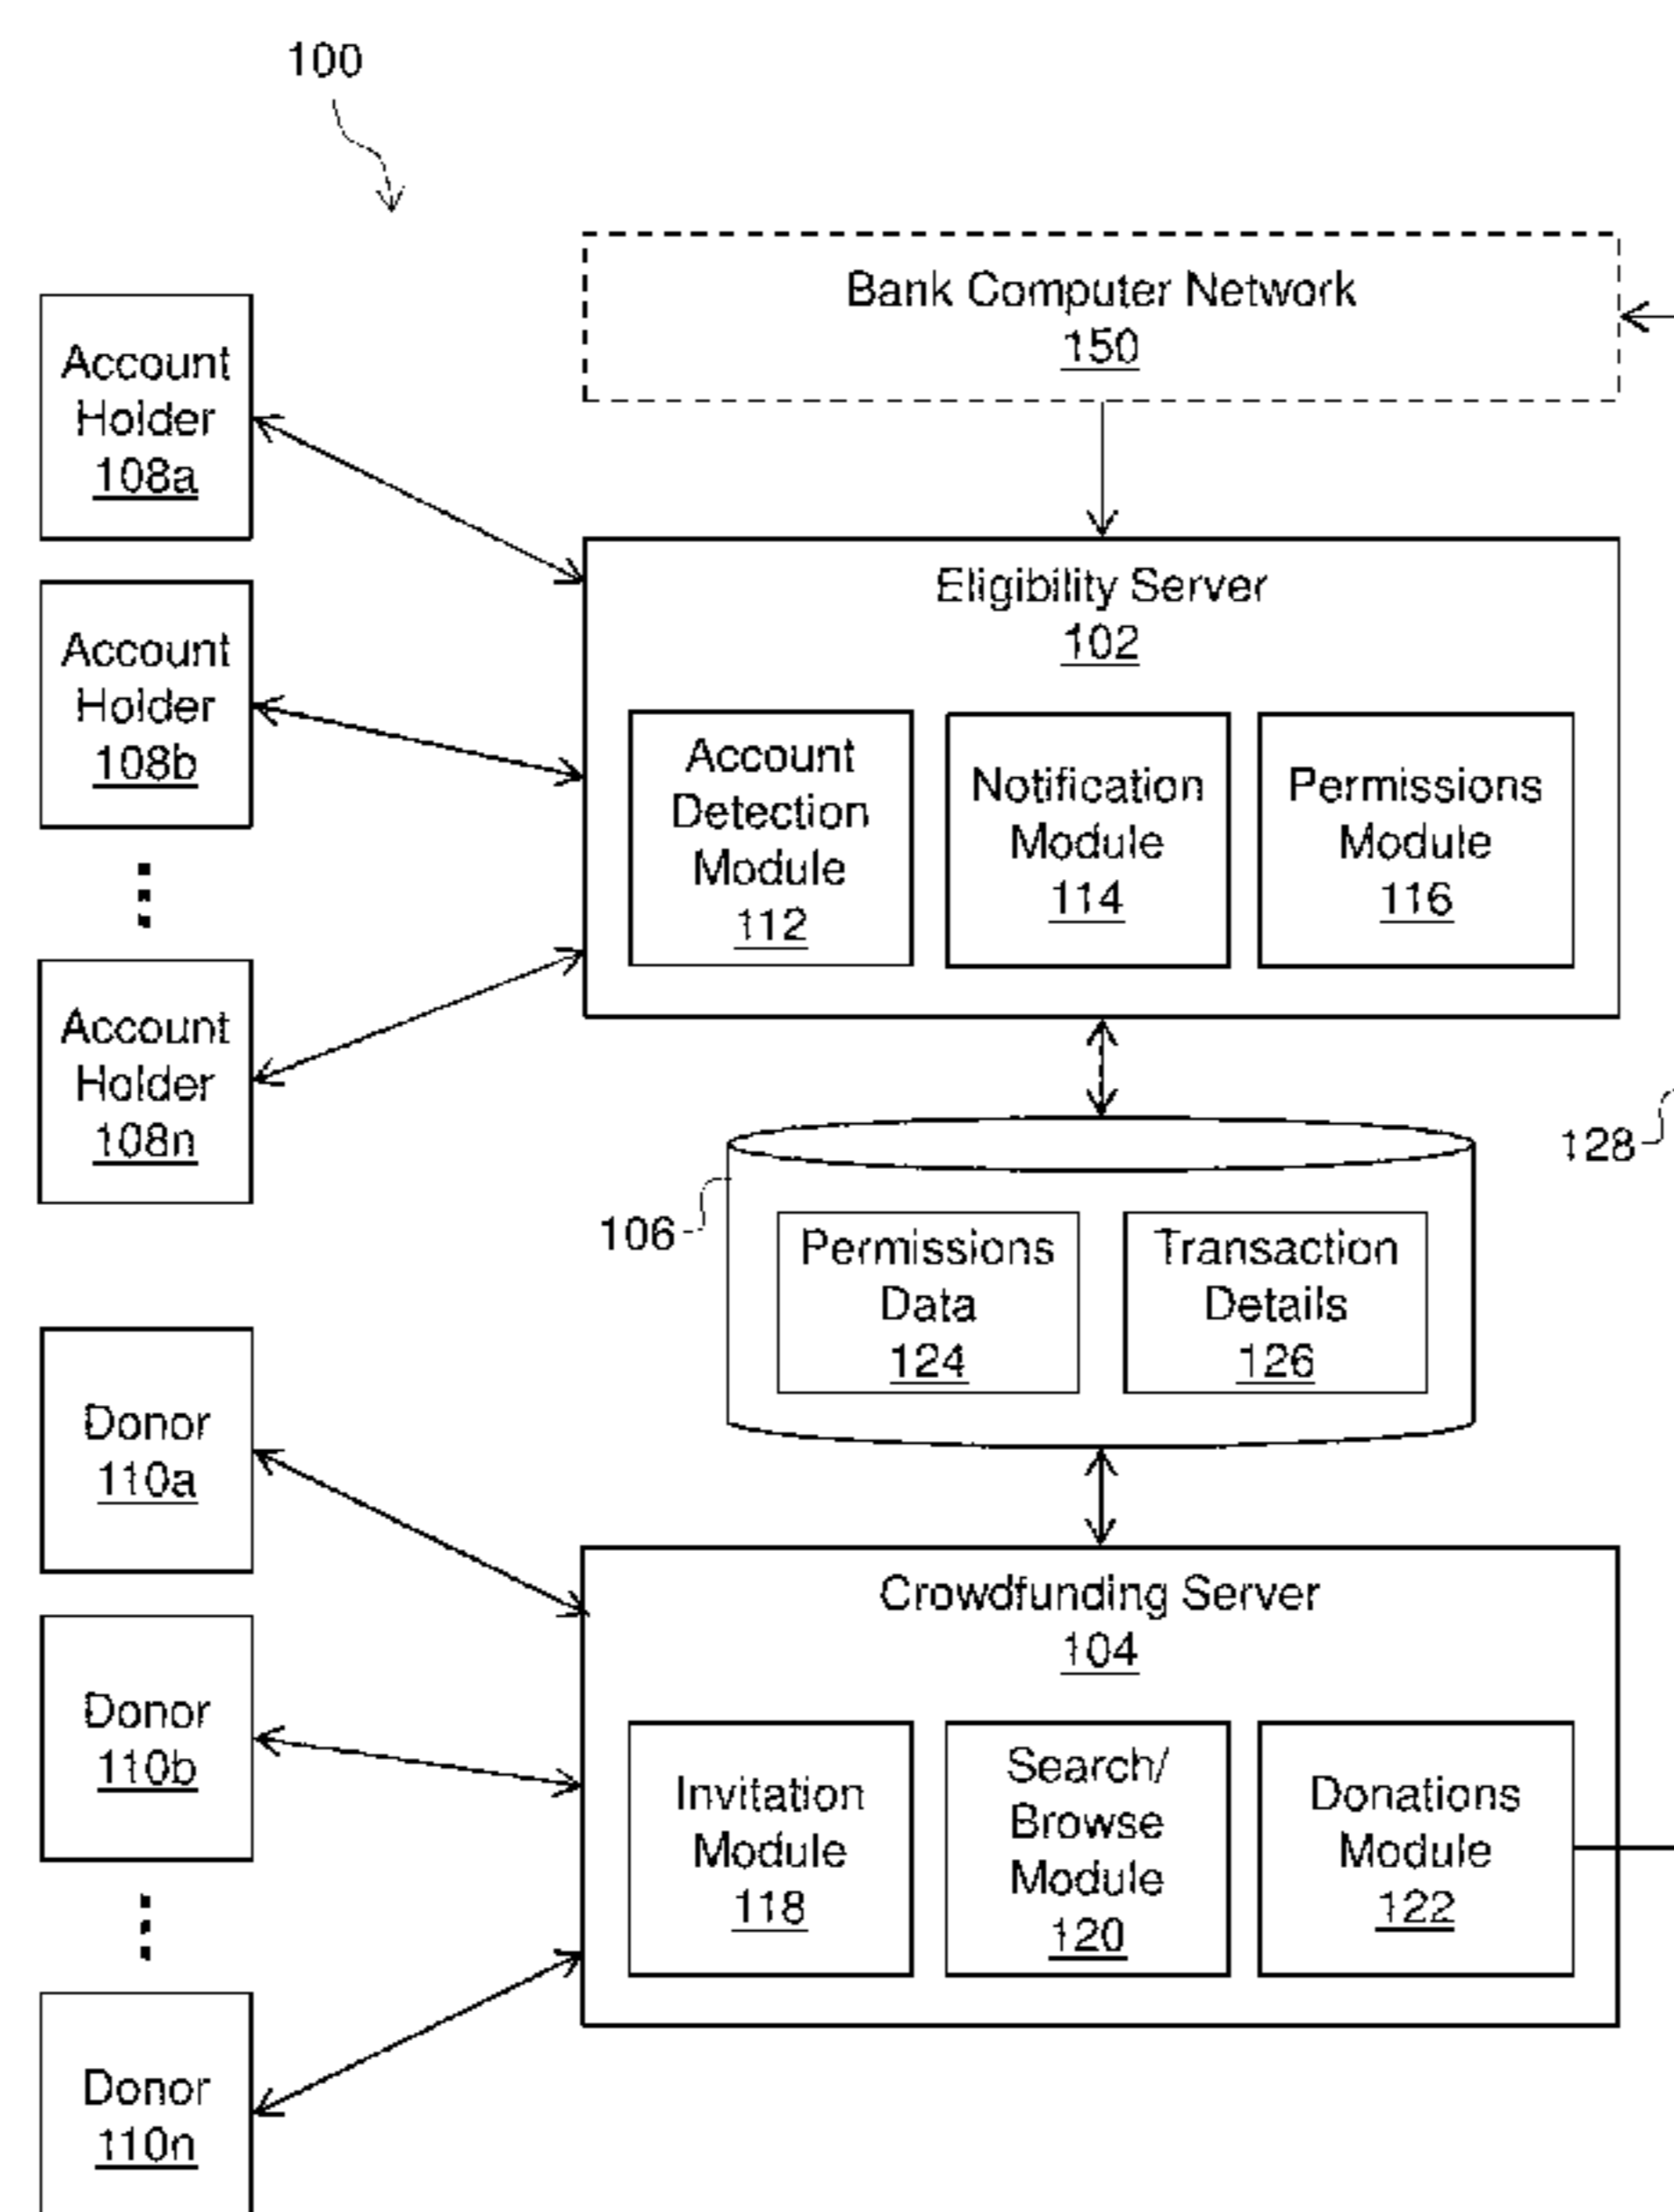 100
Bank Computer Network
150
Account
Holder
108a
Eligibility Server
102
Account
Holder
108b
Account
Detection
Module
112
Notification
Module
114
Permissions
Module
116
Account
Holder
108n
128
106
Permissions
Data
124
Transaction
Details
126
Donor
110a
Crowdfunding Server
104
Donor
110b
Invitation
Module
118
Search/
Browse
Module
120
Donations
Module
122
Donor
110n